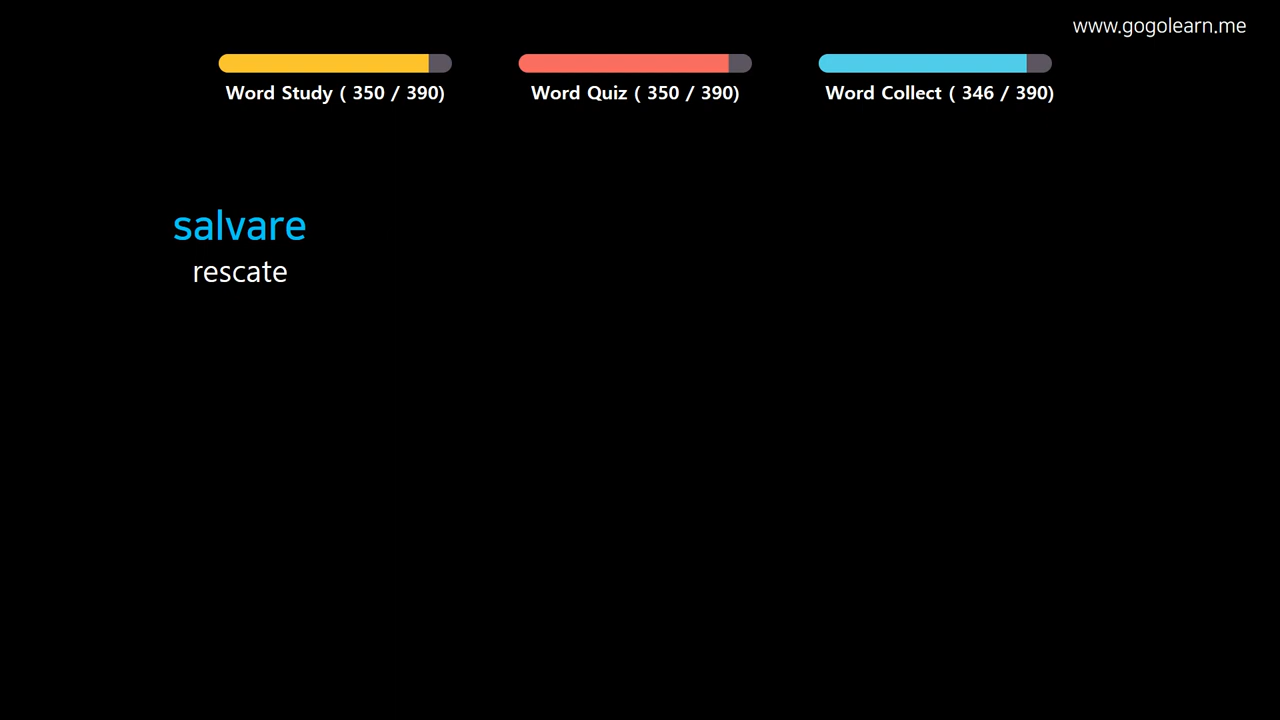 www.gogolearn.me
Word Study ( 350 / 390)
Word Quiz ( 350 / 390)
Word Collect ( 346 / 390)
salvare
rescate